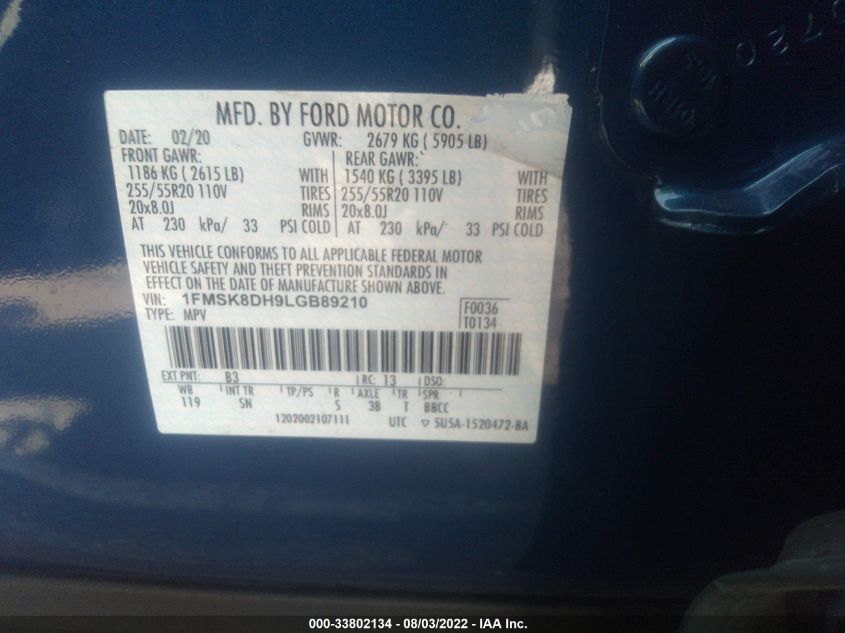 0720
MFD. BY FORD MOTOR CO.
DATE: 02/20 GVWR: 2679 KG ( 5905 LB)
FRONT GAWR: REAR GAWR:
1186 KG ( 2615 LB) WITH 1540 KG ( 3395 LB) WITH
255/55R20 110V TIRES 255/55R20 110V TIRES
20x8.0J RIMS 20x8.0J RIMS
AT 230 kPa/ 33 PSI COLD AT 230 kPa/ 33 PSI COLD
THIS VEHICLE CONFORMS TO ALL APPLICABLE FEDERAL MOTOR
VEHICLE SAFETY AND THEFT PREVENTION STANDARDS IN
EFFECT ON THE DATE OF MANUFACTURE SHOWN ABOVE.
VIN: 1FMSK8DH9LGB89210 F0036
TYPE: MPV T0134
EXT PNT: B3 RC: 13 DSO:
WB INT TR TP/PS R AXLE TR SPR
119 SN S 3B T BBCC
1202002107111 UTC ▽ 5U5A-1520472-BA
000-33802134 - 08/03/2022 - IAA Inc.